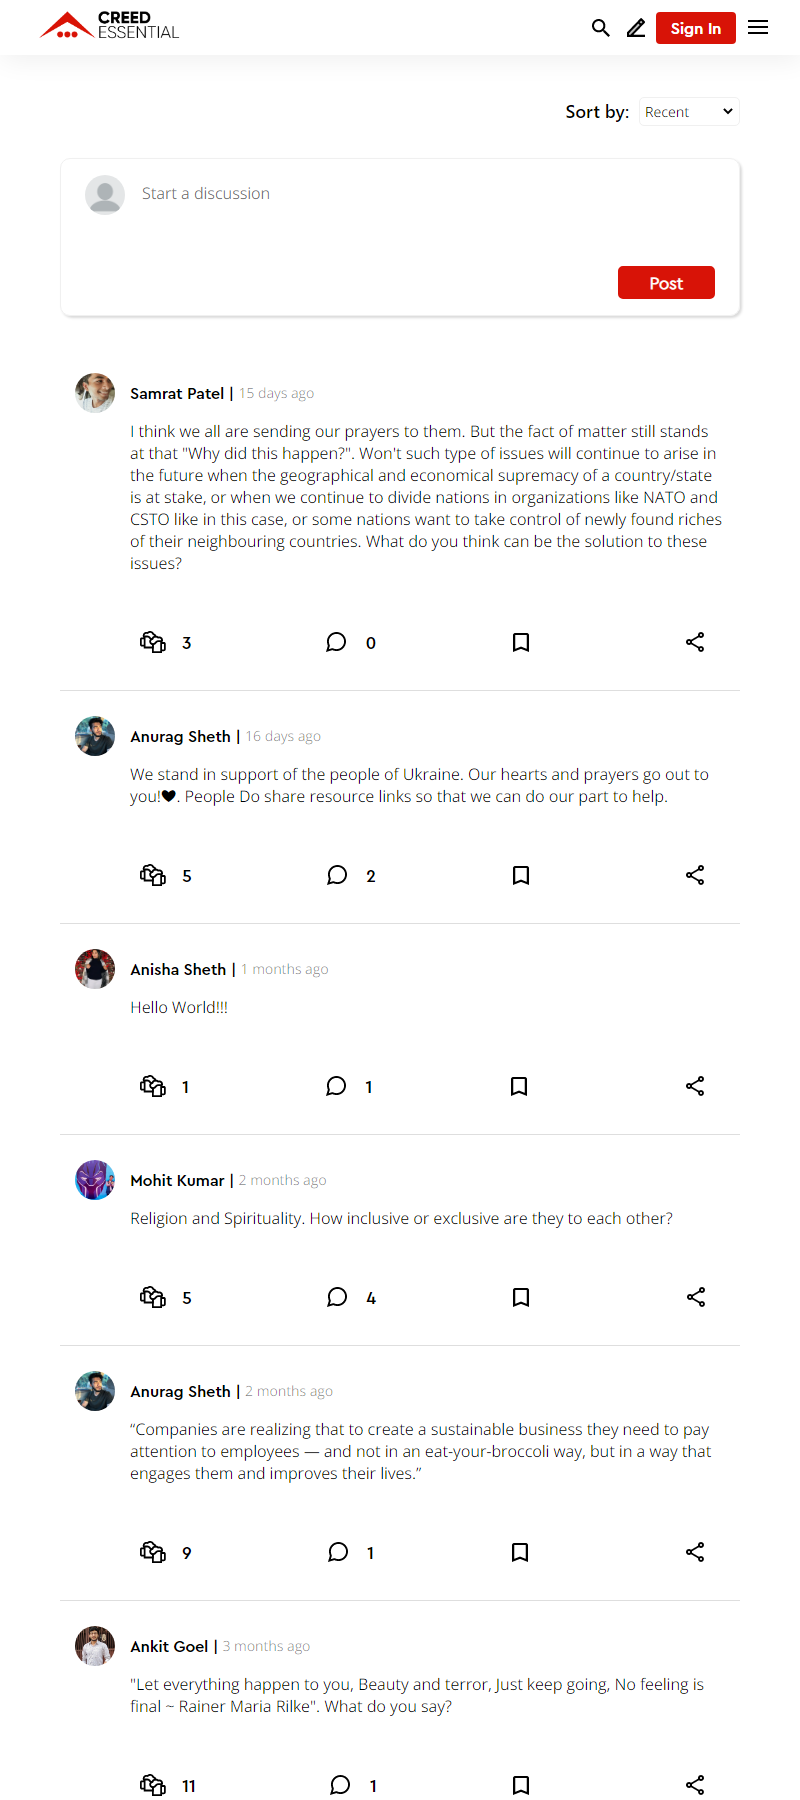 CREED
ESSENTIAL
Sign In
Sort by: Recent
Start a discussion
Post
Samrat Patel | 15 days ago
I think we all are sending our prayers to them. But the fact of matter still stands
at that "Why did this happen?". Won't such type of issues will continue to arise in
the future when the geographical and economical supremacy of a country/state
is at stake, or when we continue to divide nations in organizations like NATO and
CSTO like in this case, or some nations want to take control of newly found riches
of their neighbouring countries. What do you think can be the solution to these
issues?
3 0
Anurag Sheth | 16 days ago
We stand in support of the people of Ukraine. Our hearts and prayers go out to
you!🖤. People Do share resource links so that we can do our part to help.
5 2
Anisha Sheth | 1 months ago
Hello World!!!
1 1
Mohit Kumar | 2 months ago
Religion and Spirituality. How inclusive or exclusive are they to each other?
5 4
Anurag Sheth | 2 months ago
“Companies are realizing that to create a sustainable business they need to pay
attention to employees — and not in an eat-your-broccoli way, but in a way that
engages them and improves their lives.”
9 1
Ankit Goel | 3 months ago
"Let everything happen to you, Beauty and terror, Just keep going, No feeling is
final ~ Rainer Maria Rilke". What do you say?
11 1